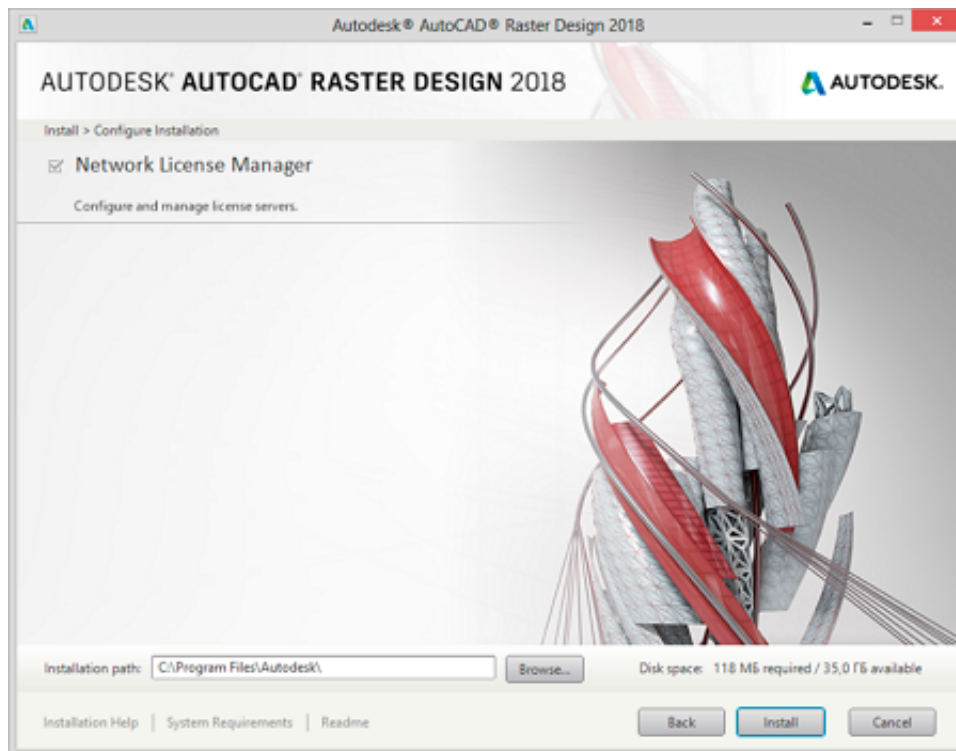 Autodesk® AutoCAD® Raster Design 2018
AUTODESK® AUTOCAD® RASTER DESIGN 2018
AUTODESK.
Install > Configure Installation
Network License Manager
Configure and manage license servers.
Installation path: C:\Program Files\Autodesk\ Browse... Disk space: 118 МБ required / 35,0 ГБ available
Installation Help | System Requirements | Readme Back Install Cancel